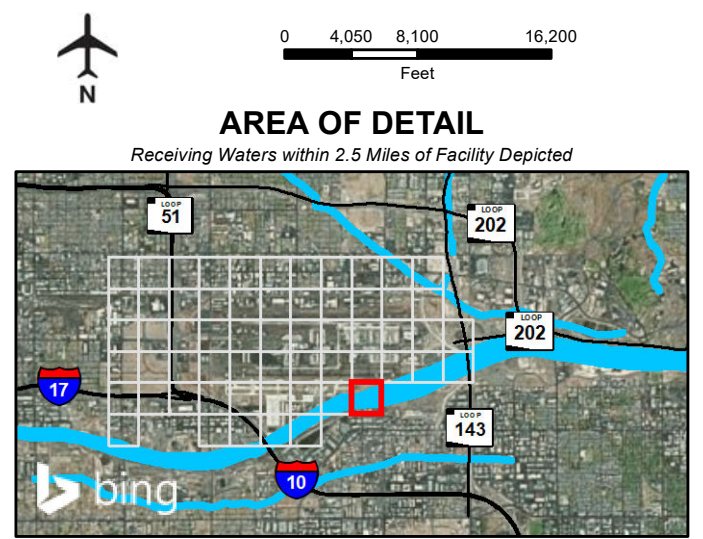 N
0 4,050 8,100 16,200
Feet
AREA OF DETAIL
Receiving Waters within 2.5 Miles of Facility Depicted
LOOP
51
LOOP
202
LOOP
202
17
LOOP
143
10
bing